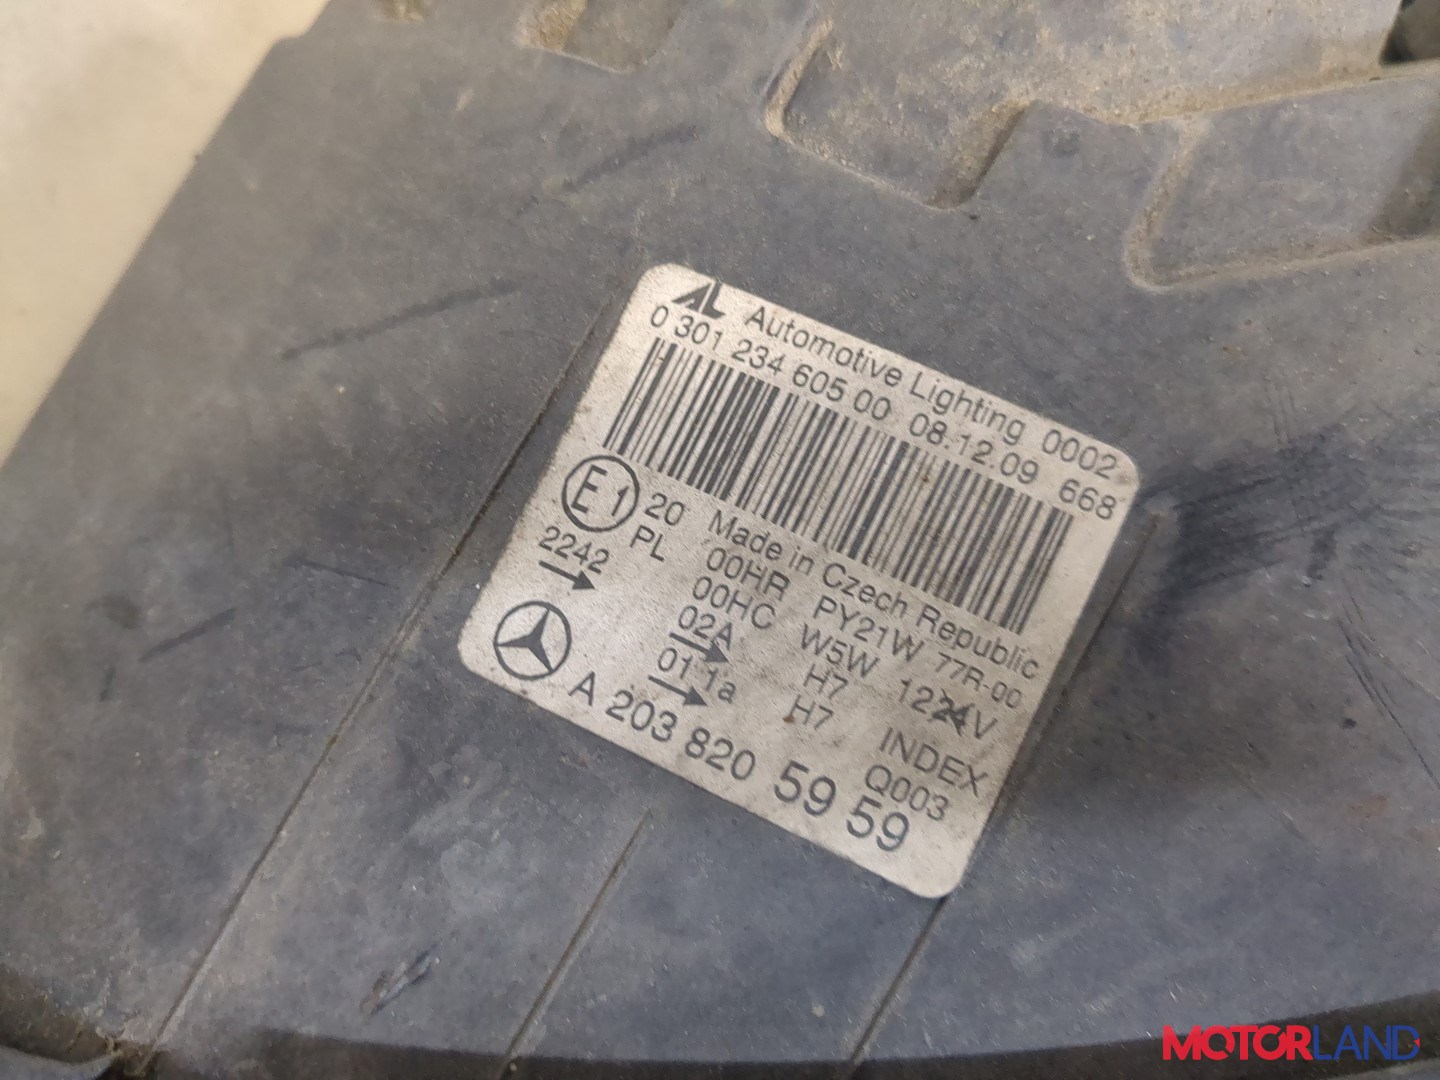 AL Automotive Lighting 0002
0 301 234 605 00 08.12.09 668
E1 20 Made in Czech Republic
2242 PL 00HR PY21W 77R-00
00HC W5W 1224V
02A H7 INDEX
01 1a H7 Q003
A 203 820 59 59
MOTORLAND